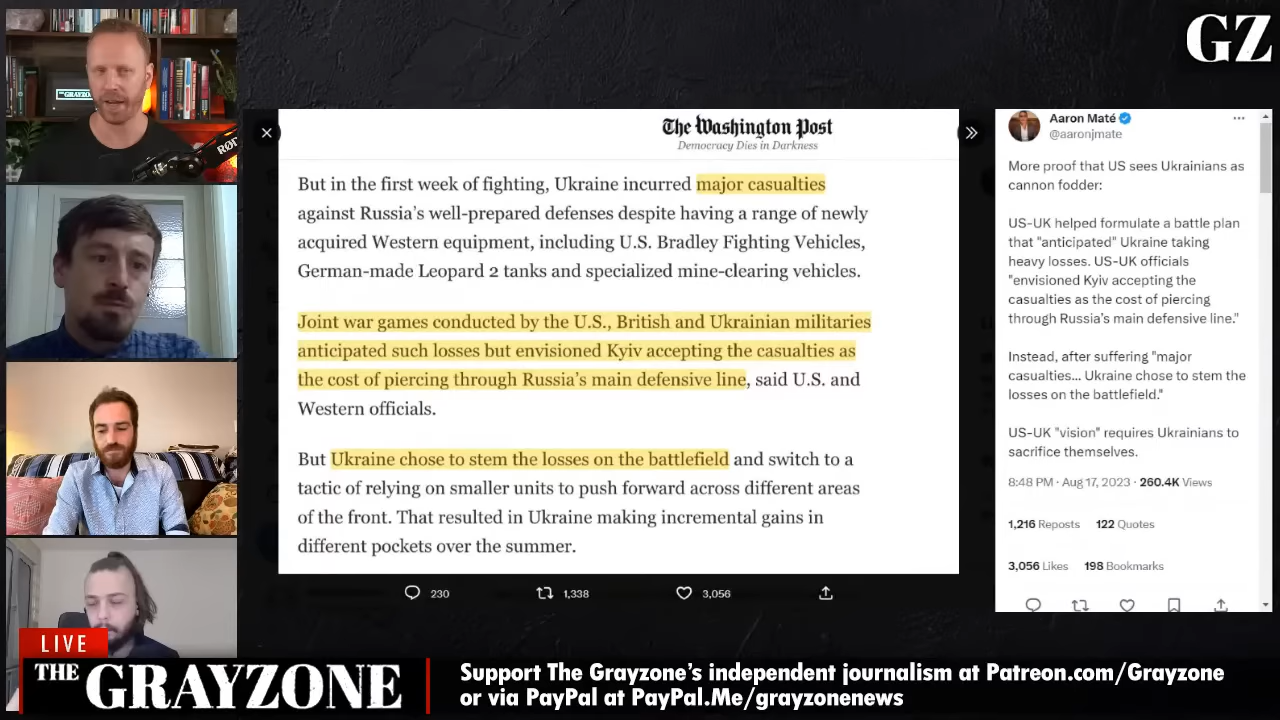 GZ
THE GRAYZONE
RØD
The Washington Post
Democracy Dies in Darkness
But in the first week of fighting, Ukraine incurred major casualties
against Russia's well-prepared defenses despite having a range of newly
acquired Western equipment, including U.S. Bradley Fighting Vehicles,
German-made Leopard 2 tanks and specialized mine-clearing vehicles.
Joint war games conducted by the U.S., British and Ukrainian militaries
anticipated such losses but envisioned Kyiv accepting the casualties as
the cost of piercing through Russia's main defensive line, said U.S. and
Western officials.
But Ukraine chose to stem the losses on the battlefield and switch to a
tactic of relying on smaller units to push forward across different areas
of the front. That resulted in Ukraine making incremental gains in
different pockets over the summer.
230
1,338
3,056
Aaron Maté
@aaronjmate
More proof that US sees Ukrainians as
cannon fodder:
US-UK helped formulate a battle plan
that "anticipated" Ukraine taking
heavy losses. US-UK officials
"envisioned Kyiv accepting the
casualties as the cost of piercing
through Russia's main defensive line."
Instead, after suffering "major
casualties... Ukraine chose to stem the
losses on the battlefield."
US-UK "vision" requires Ukrainians to
sacrifice themselves.
8:48 PM · Aug 17, 2023 · 260.4K Views
1,216 Reposts 122 Quotes
3,056 Likes 198 Bookmarks
LIVE
THE GRAYZONE
Support The Grayzone's independent journalism at Patreon.com/Grayzone
or via PayPal at PayPal.Me/grayzonenews